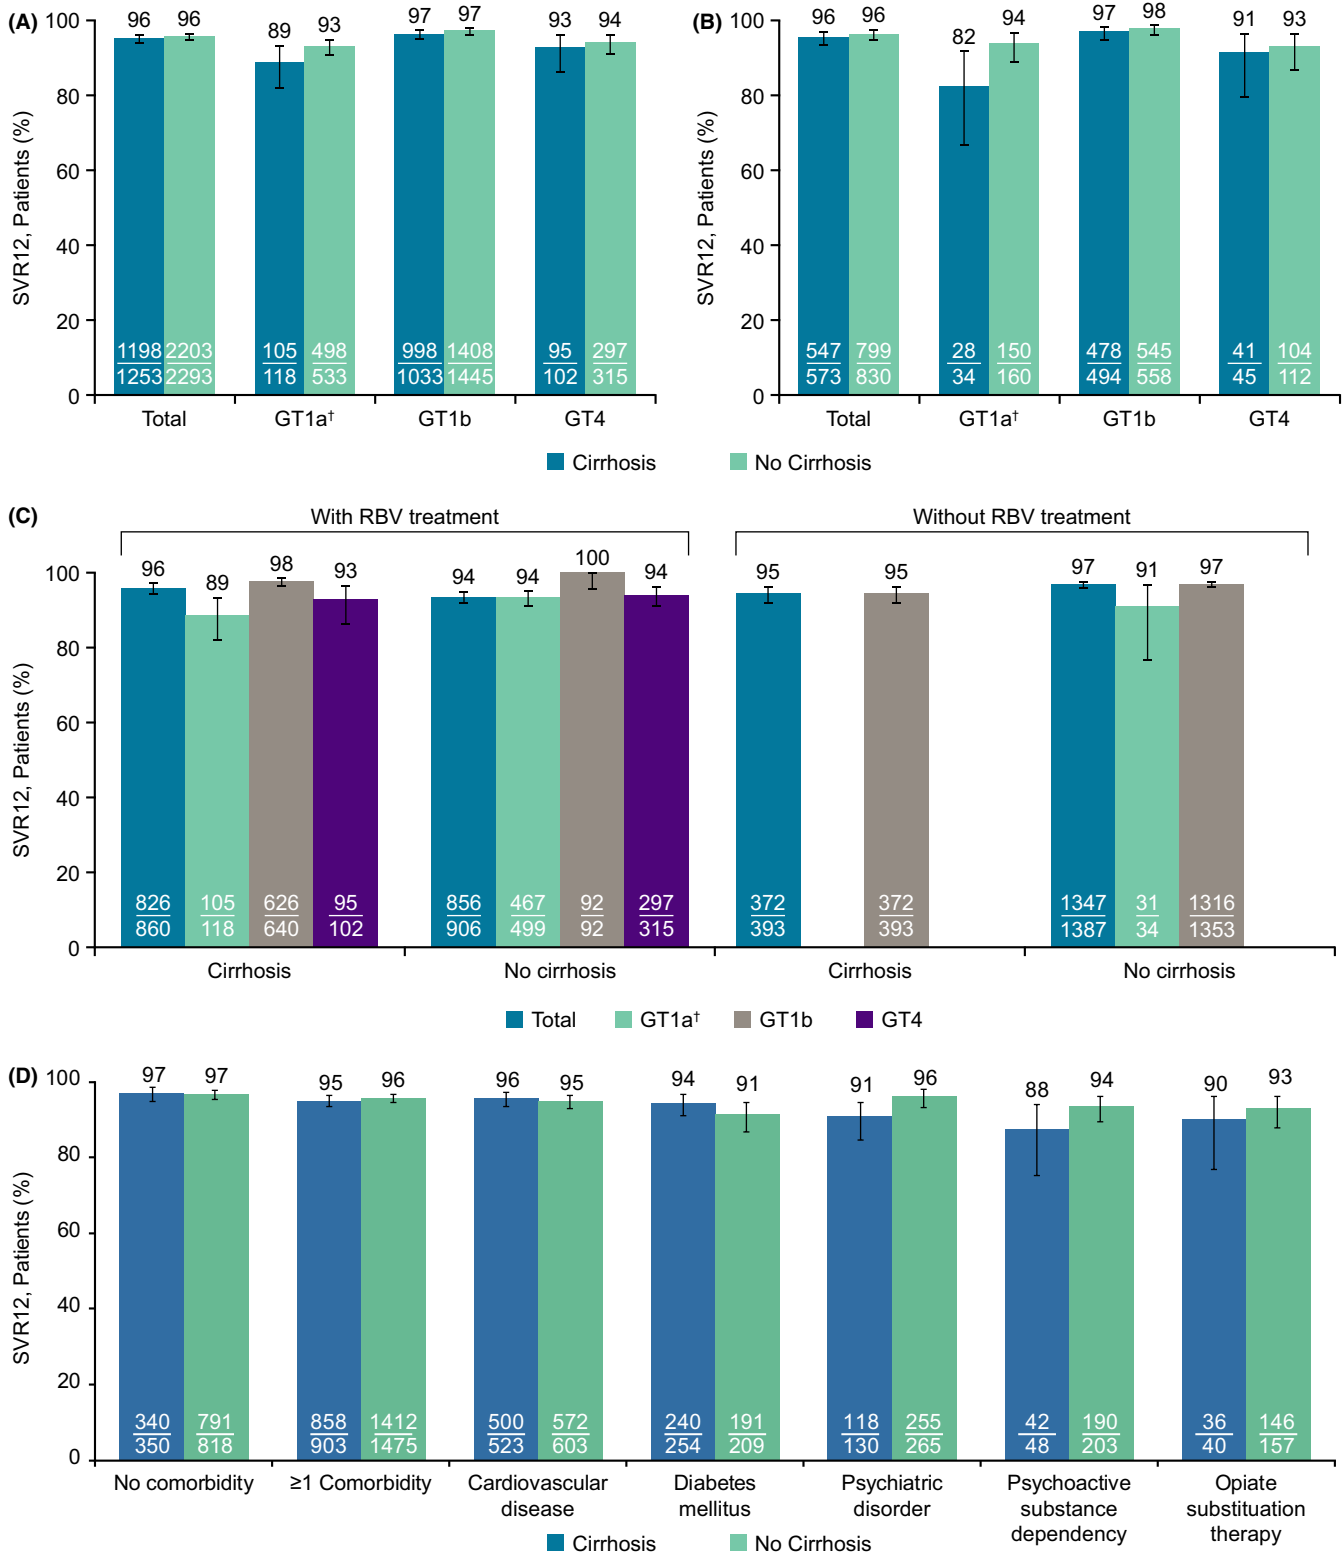 (A)
SVR12, Patients (%)
100
80
60
40
20
0
96 96 89 93 97 97 93 94
1198 2203 105 498 998 1408 95 297
1253 2293 118 533 1033 1445 102 315
Total GT1a† GT1b GT4
(B)
SVR12, Patients (%)
100
80
60
40
20
0
96 96 82 94 97 98 91 93
547 799 28 150 478 545 41 104
573 830 34 160 494 558 45 112
Total GT1a† GT1b GT4
Cirrhosis No Cirrhosis
(C)
With RBV treatment Without RBV treatment
SVR12, Patients (%)
100
80
60
40
20
0
96 89 98 93 94 94 100 94 95 95 97 91 97
826 105 626 95 856 467 92 297 372 372 1347 31 1316
860 118 640 102 906 499 92 315 393 393 1387 34 1353
Cirrhosis No cirrhosis Cirrhosis No cirrhosis
Total GT1a† GT1b GT4
(D)
SVR12, Patients (%)
100
80
60
40
20
0
97 97 95 96 96 95 94 91 91 96 88 94 90 93
340 791 858 1412 500 572 240 191 118 255 42 190 36 146
350 818 903 1475 523 603 254 209 130 265 48 203 40 157
No comorbidity ≥1 Comorbidity Cardiovascular Diabetes Psychiatric Psychoactive Opiate
disease mellitus disorder substance substituation
dependency therapy
Cirrhosis No Cirrhosis